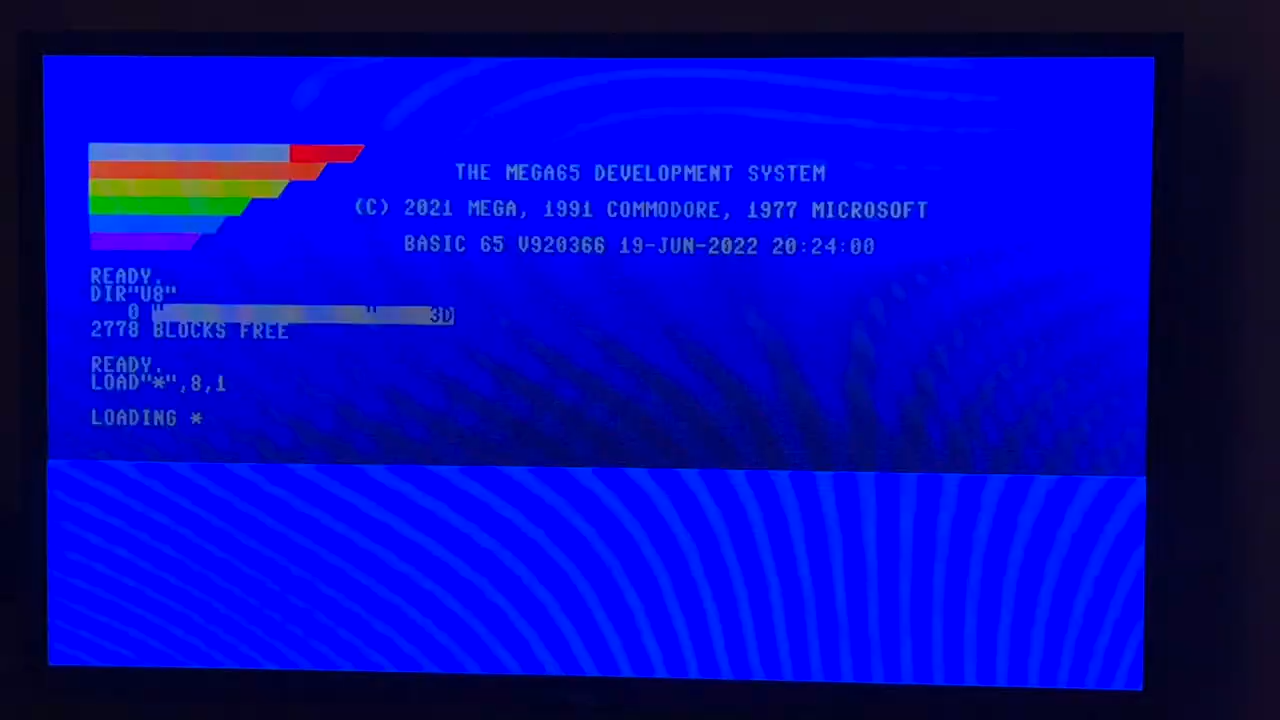 THE MEGA65 DEVELOPMENT SYSTEM
(C) 2021 MEGA, 1991 COMMODORE, 1977 MICROSOFT
BASIC 65 V920366 19-JUN-2022 20:24:00
READY.
DIR"U8"
0 "                " 3D
2778 BLOCKS FREE
READY.
LOAD"*",8,1
LOADING *